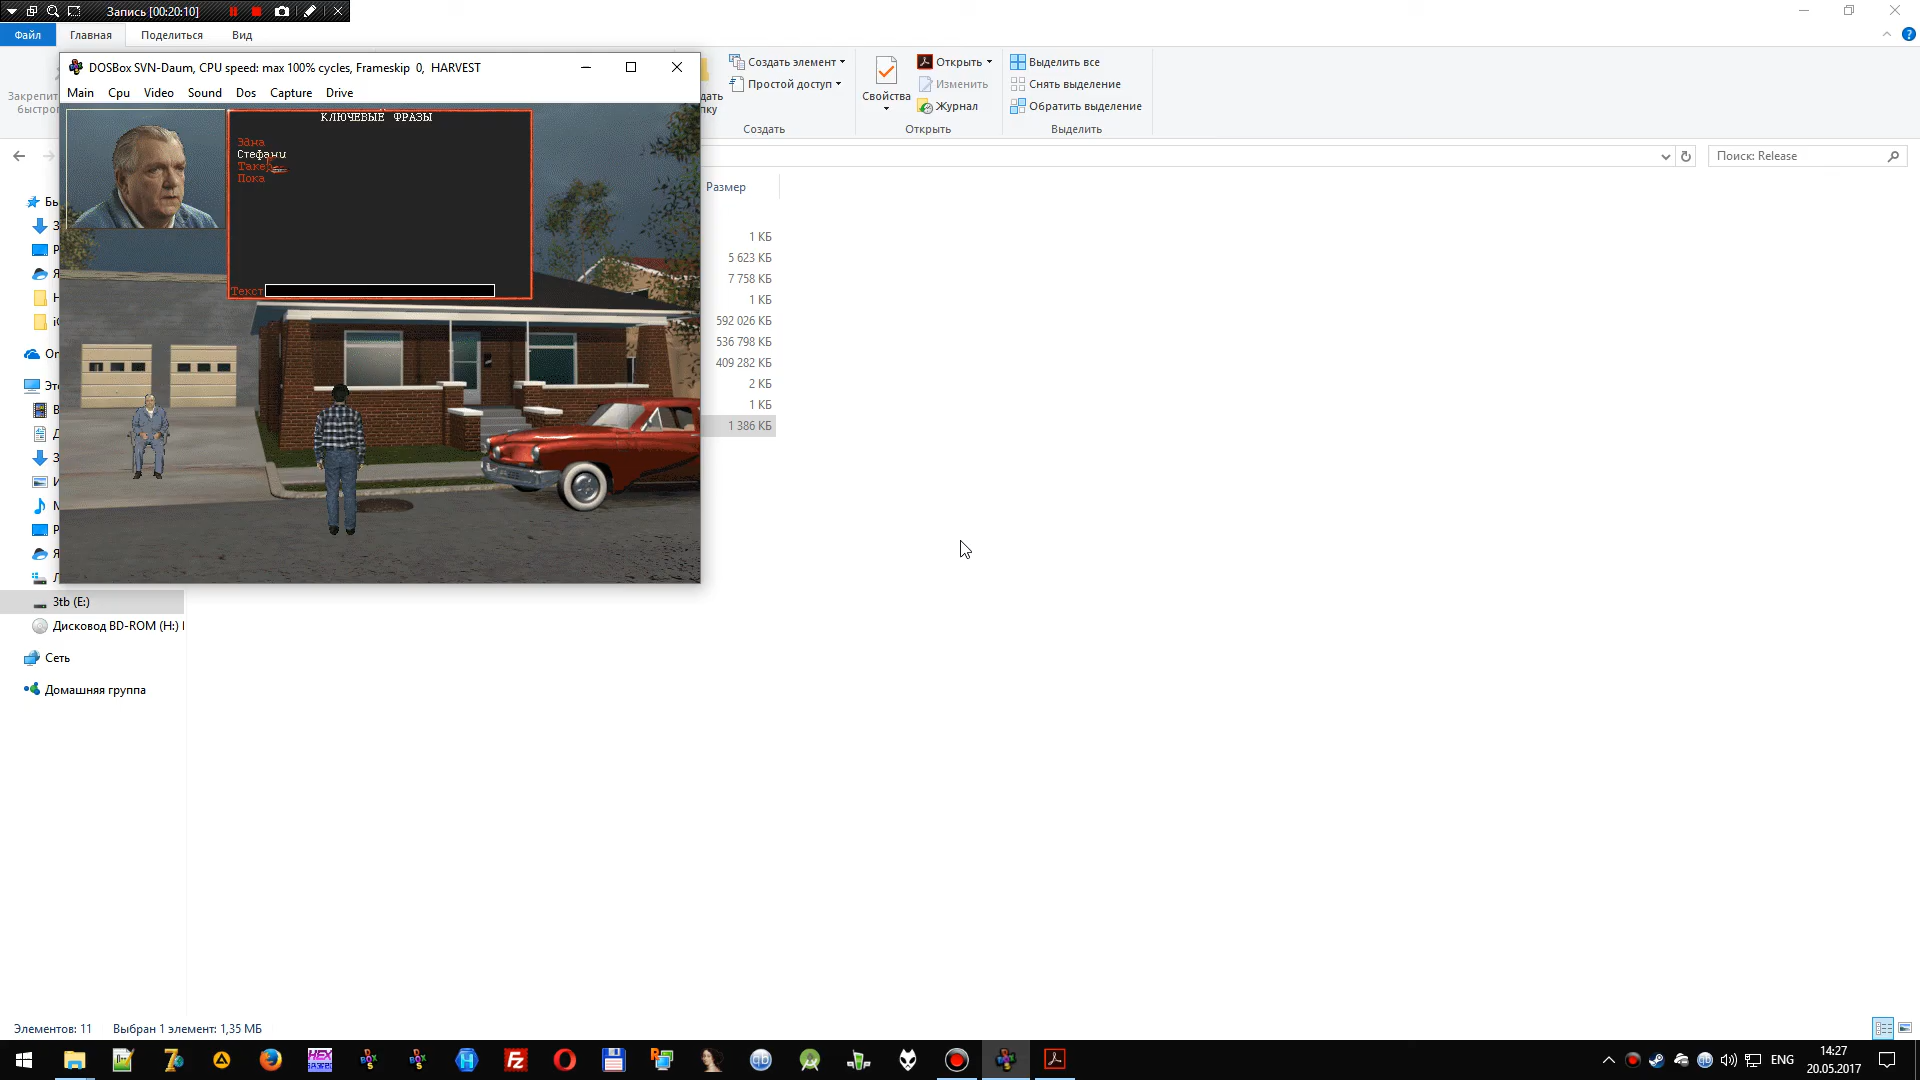 Запись [00:20:10]
Файл Главная Поделиться Вид
DOSBox SVN-Daum, CPU speed: max 100% cycles, Frameskip 0, HARVEST
Main Cpu Video Sound Dos Capture Drive
Создать элемент
Простой доступ
Создать
Свойства
Открыть
Изменить
Журнал
Открыть
Выделить все
Снять выделение
Обратить выделение
Выделить
Поиск: Release
Размер
КЛЮЧЕВЫЕ ФРАЗЫ
Эдна
Стефани
Пока
Текст
1 КБ
5 623 КБ
7 758 КБ
1 КБ
592 026 КБ
536 798 КБ
409 282 КБ
2 КБ
1 КБ
1 386 КБ
3tb (E:)
Дисковод BD-ROM (H:)
Сеть
Домашняя группа
Элементов: 11 Выбран 1 элемент: 1,35 МБ
ENG
14:27
20.05.2017